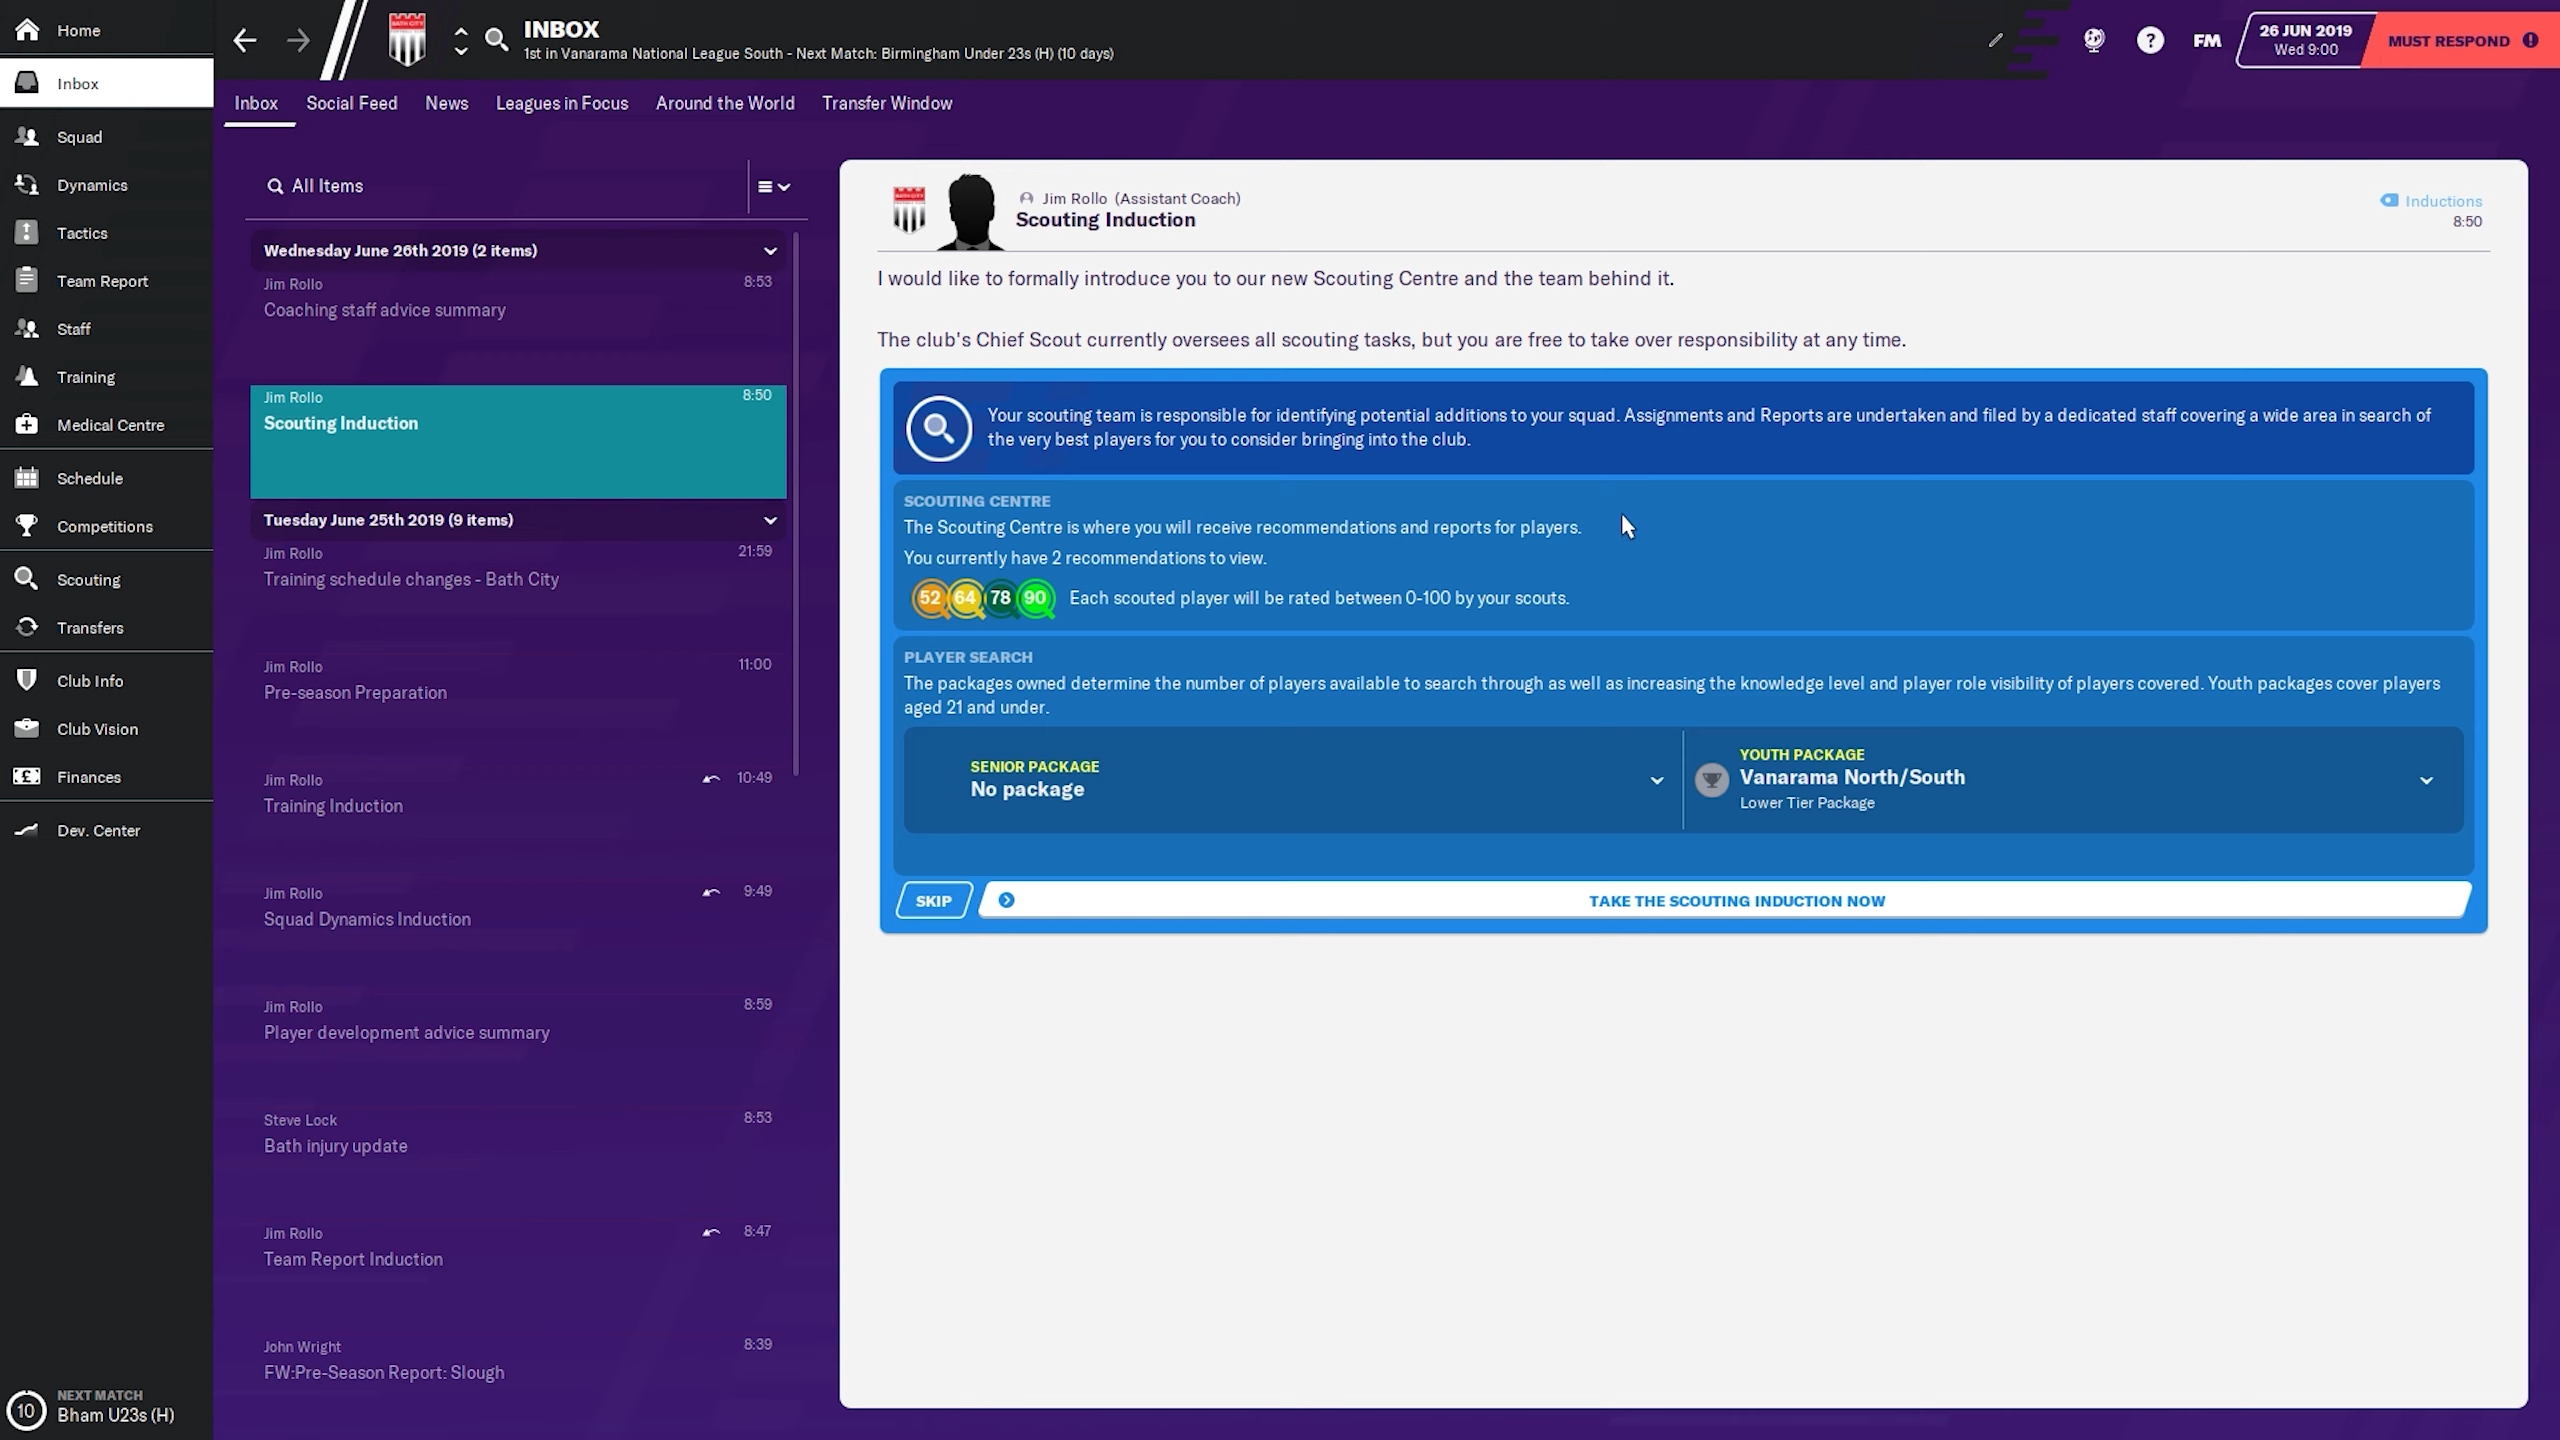 Home
Inbox
Squad
Dynamics
Tactics
Team Report
Staff
Training
Medical Centre
Schedule
Competitions
Scouting
Transfers
Club Info
Club Vision
Finances
Dev. Center
10
NEXT MATCH
Bham U23s (H)
BATH CITY
INBOX
1st in Vanarama National League South - Next Match: Birmingham Under 23s (H) (10 days)
?
FM
26 JUN 2019
Wed 9:00
MUST RESPOND
Inbox
Social Feed
News
Leagues in Focus
Around the World
Transfer Window
All Items
Wednesday June 26th 2019 (2 items)
Jim Rollo
8:53
Coaching staff advice summary
Jim Rollo
8:50
Scouting Induction
Tuesday June 25th 2019 (9 items)
Jim Rollo
21:59
Training schedule changes - Bath City
Jim Rollo
11:00
Pre-season Preparation
Jim Rollo
10:49
Training Induction
Jim Rollo
9:49
Squad Dynamics Induction
Jim Rollo
8:59
Player development advice summary
Steve Lock
8:53
Bath injury update
Jim Rollo
8:47
Team Report Induction
John Wright
8:39
FW:Pre-Season Report: Slough
BATH CITY
Jim Rollo (Assistant Coach)
Scouting Induction
Inductions
8:50
I would like to formally introduce you to our new Scouting Centre and the team behind it.
The club's Chief Scout currently oversees all scouting tasks, but you are free to take over responsibility at any time.
Your scouting team is responsible for identifying potential additions to your squad. Assignments and Reports are undertaken and filed by a dedicated staff covering a wide area in search of
the very best players for you to consider bringing into the club.
SCOUTING CENTRE
The Scouting Centre is where you will receive recommendations and reports for players.
You currently have 2 recommendations to view.
52 64 78 90 Each scouted player will be rated between 0-100 by your scouts.
PLAYER SEARCH
The packages owned determine the number of players available to search through as well as increasing the knowledge level and player role visibility of players covered. Youth packages cover players
aged 21 and under.
SENIOR PACKAGE
No package
YOUTH PACKAGE
Vanarama North/South
Lower Tier Package
SKIP
TAKE THE SCOUTING INDUCTION NOW